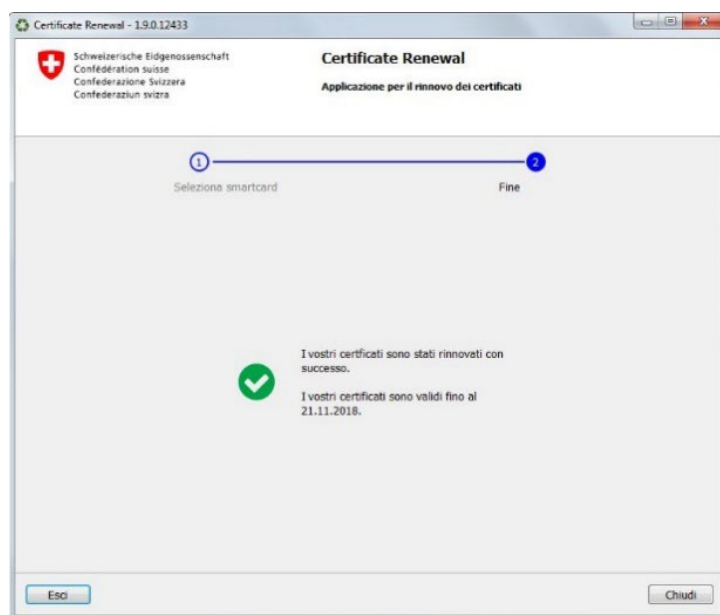 Certificate Renewal - 1.9.0.12433
Schweizerische Eidgenossenschaft
Confédération suisse
Confederazione Svizzera
Confederaziun svizra
Certificate Renewal
Applicazione per il rinnovo dei certificati
1
2
Seleziona smartcard
Fine
I vostri certficati sono stati rinnovati con
successo.
I vostri certificati sono validi fino al
21.11.2018.
Esci
Chiudi